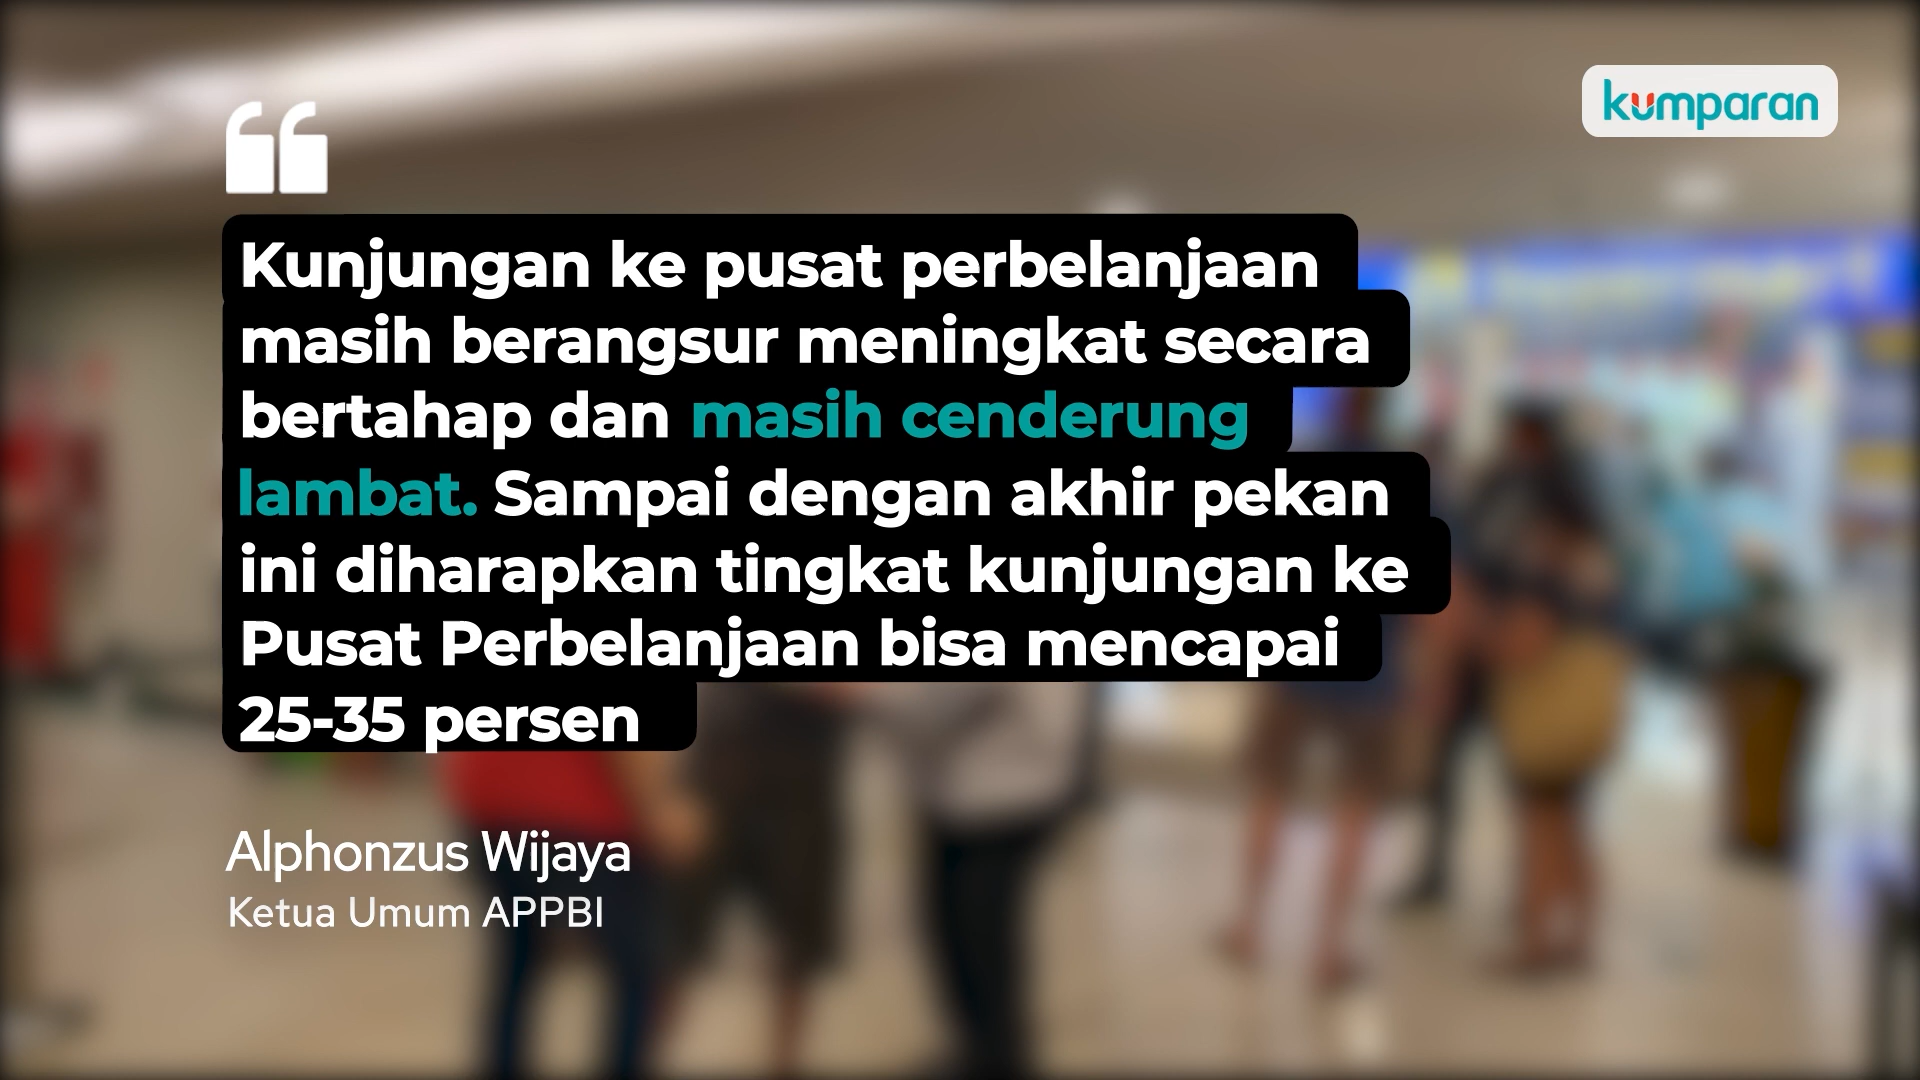 kumparan
Kunjungan ke pusat perbelanjaan
masih berangsur meningkat secara
bertahap dan masih cenderung
lambat. Sampai dengan akhir pekan
ini diharapkan tingkat kunjungan ke
Pusat Perbelanjaan bisa mencapai
25-35 persen
Alphonzus Wijaya
Ketua Umum APPBI